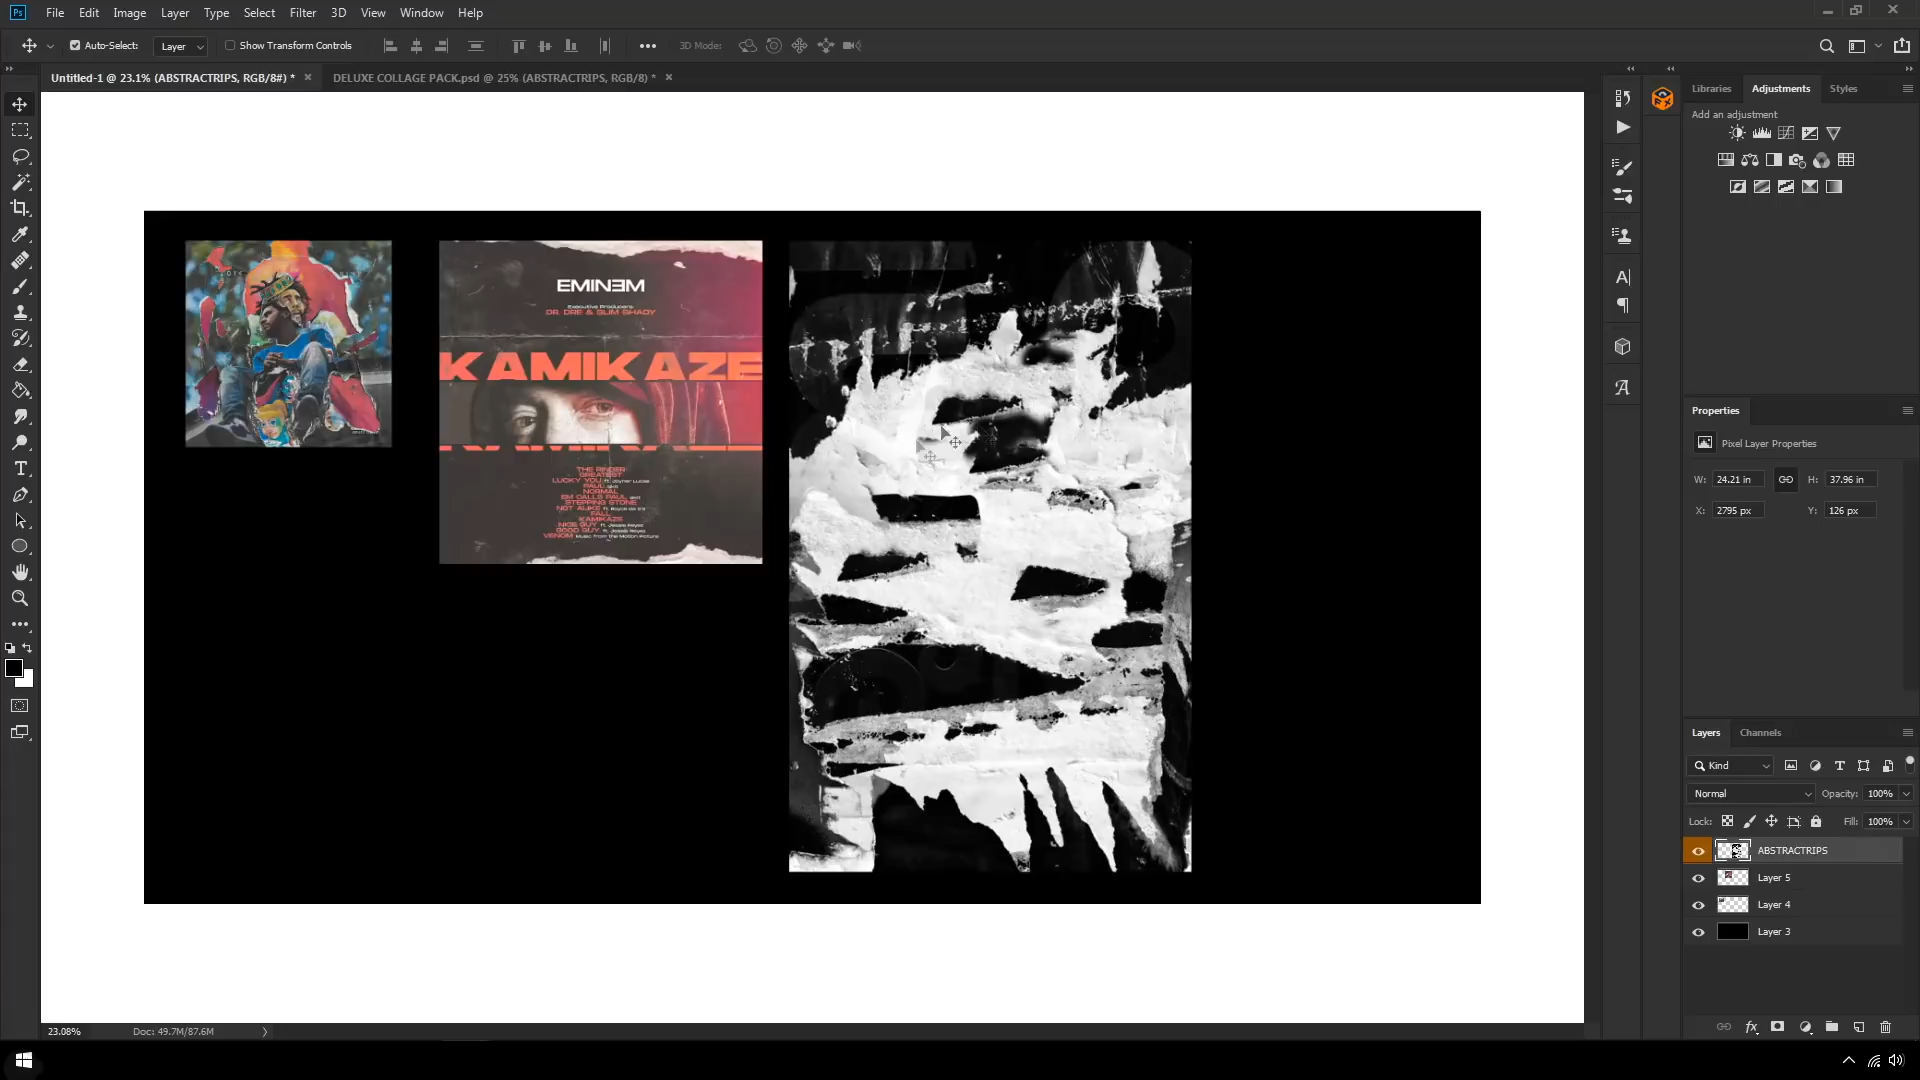 Ps File Edit Image Layer Type Select Filter 3D View Window Help
Auto-Select: Layer Show Transform Controls 3D Mode:
Untitled-1 @ 23.1% (ABSTRACTRIPS, RGB/8#) * × DELUXE COLLAGE PACK.psd @ 25% (ABSTRACTRIPS, RGB/8) * ×
Libraries Adjustments Styles
Add an adjustment
EMINEM
Executive Producers
DR. DRE & SLIM SHADY
KAMIKAZE
KAMIKAZE
THE RINGER
GREATEST
LUCKY YOU ft. Joyner Lucas
PAUL skit
NORMAL
EM CALLS PAUL skit
STEPPING STONE
NOT ALIKE ft. Royce da 5'9
FALL
KAMIKAZE
NICE GUY ft. Jessie Reyez
GOOD GUY ft. Jessie Reyez
VENOM Music from the Motion Picture
Properties
Pixel Layer Properties
W: 24.21 in H: 37.96 in
X: 2795 px Y: 126 px
Layers Channels
Kind
Normal Opacity: 100%
Lock: Fill: 100%
ABSTRACTRIPS
Layer 5
Layer 4
Layer 3
23.08% Doc: 49.7M/87.6M